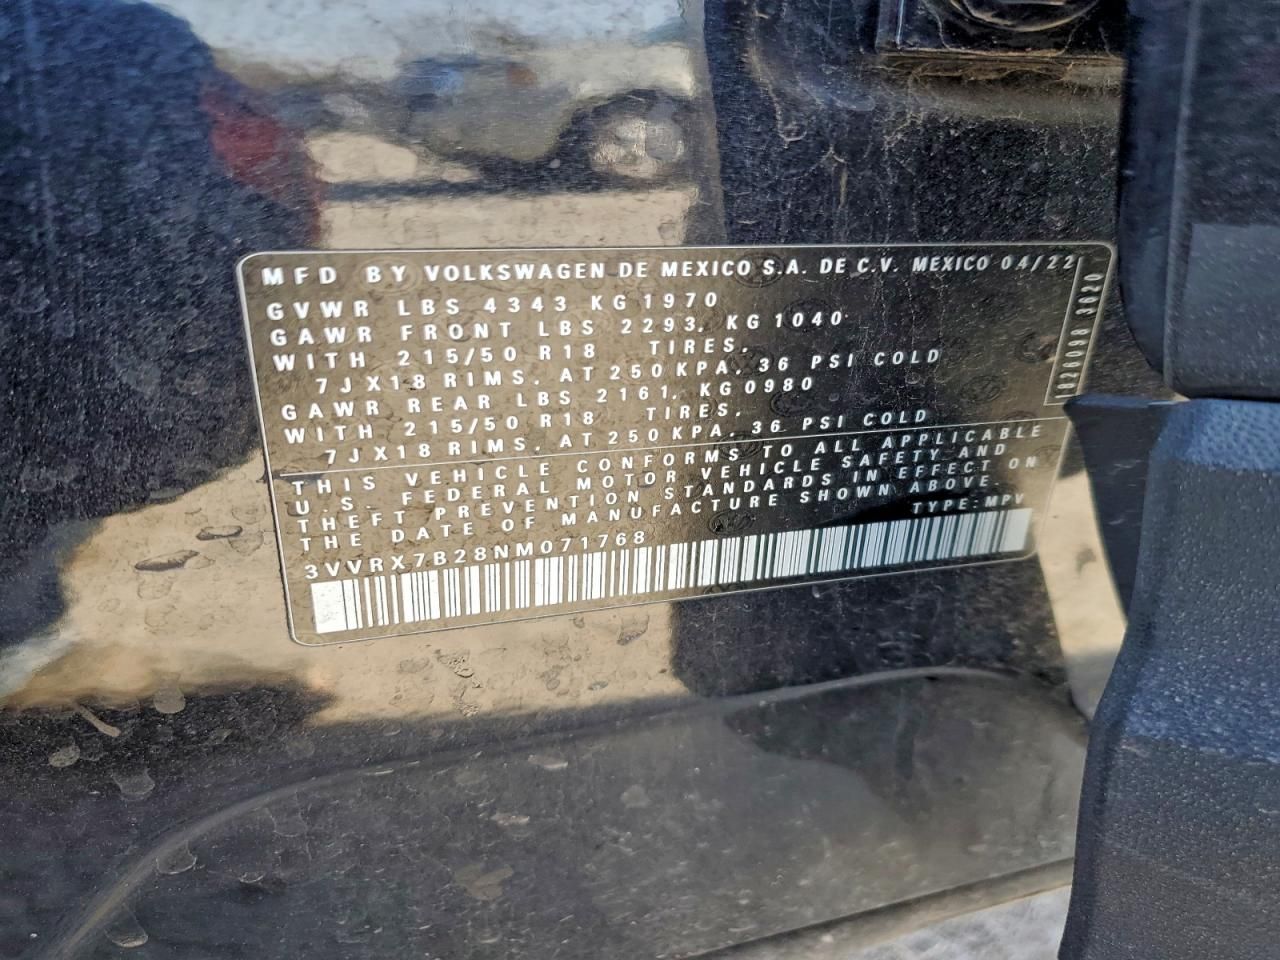 MFD BY VOLKSWAGEN DE MEXICO S.A. DE C.V. MEXICO 04/22
GVWR LBS 4343 KG 1970
GAWR FRONT LBS 2293. KG 1040
WITH 215/50 R18 TIRES.
7JX18 RIMS. AT 250 KPA. 36 PSI COLD
GAWR REAR LBS 2161. KG 0980
WITH 215/50 R18 TIRES.
7JX18 RIMS. AT 250 KPA. 36 PSI COLD
THIS VEHICLE CONFORMS TO ALL APPLICABLE
U.S. FEDERAL MOTOR VEHICLE SAFETY AND
THEFT PREVENTION STANDARDS IN EFFECT ON
THE DATE OF MANUFACTURE SHOWN ABOVE.
TYPE: MPV
3VVRX7B28NM071768